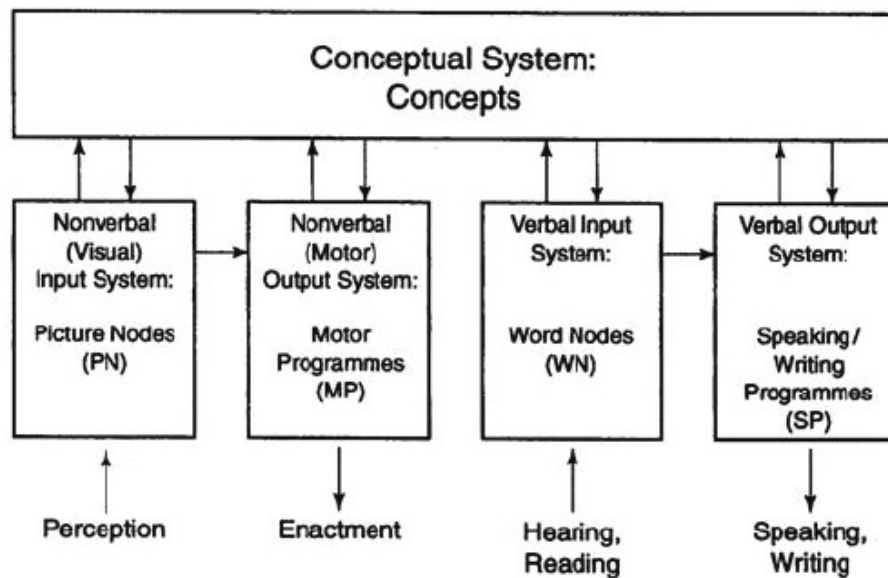 Conceptual System:
Concepts
Nonverbal
(Visual)
Input System:
Picture Nodes
(PN)
Nonverbal
(Motor)
Output System:
Motor
Programmes
(MP)
Verbal Input
System:
Word Nodes
(WN)
Verbal Output
System:
Speaking/
Writing
Programmes
(SP)
Perception
Enactment
Hearing,
Reading
Speaking,
Writing